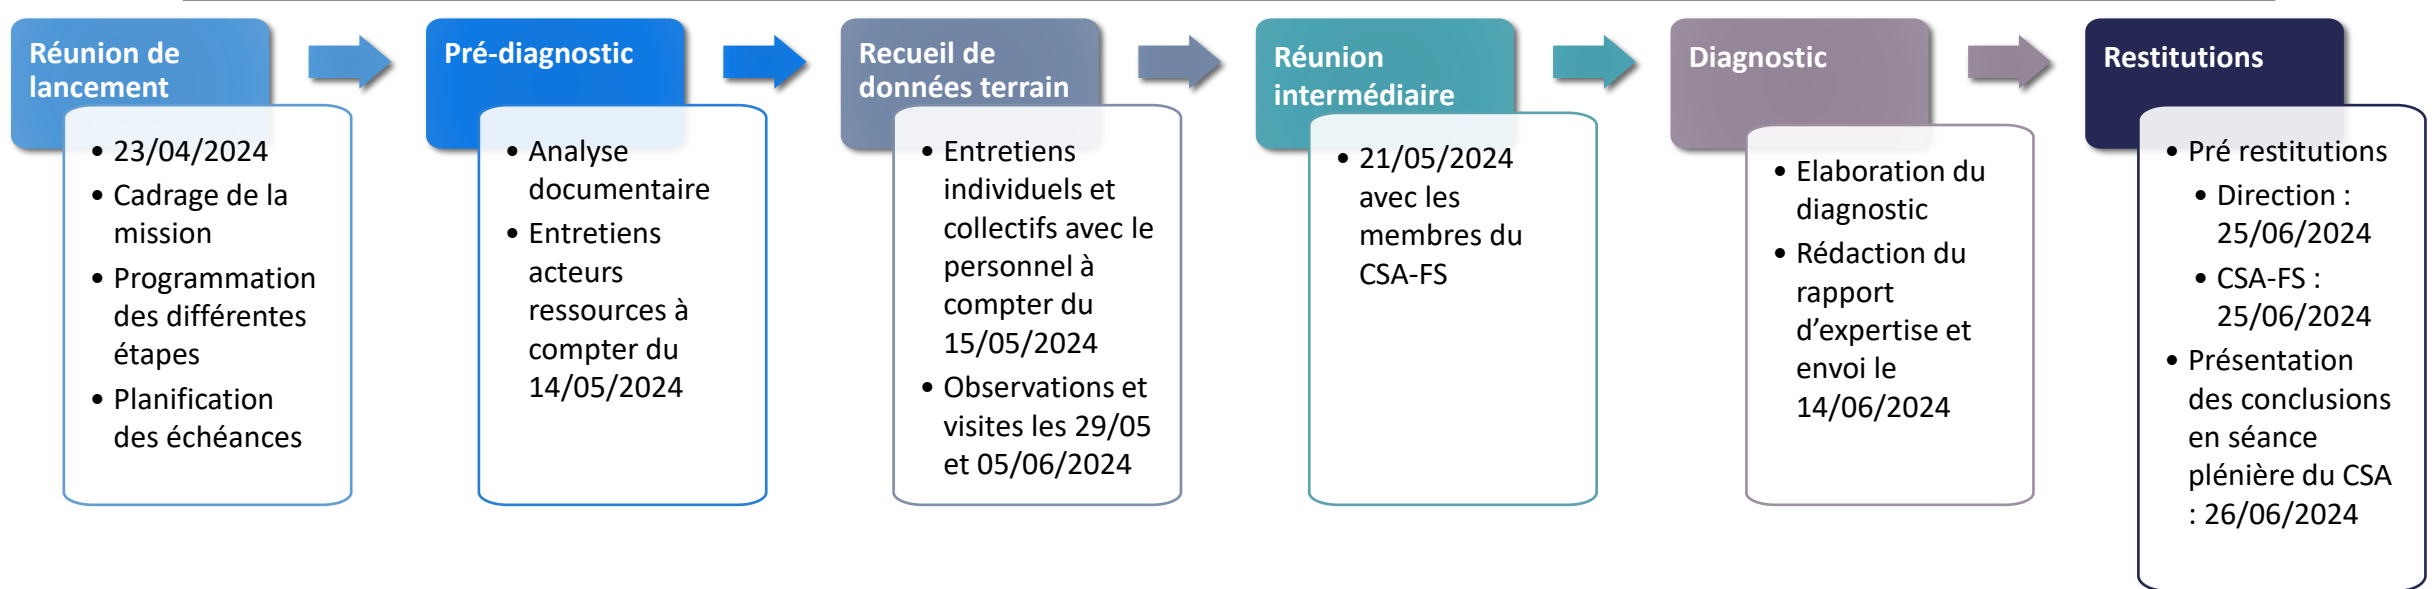 Réunion de
lancement
• 23/04/2024
• Cadrage de la
mission
• Programmation
des différentes
étapes
• Planification
des échéances
Pré-diagnostic
• Analyse
documentaire
• Entretiens
acteurs
ressources à
compter du
14/05/2024
Recueil de
données terrain
• Entretiens
individuels et
collectifs avec le
personnel à
compter du
15/05/2024
• Observations et
visites les 29/05
et 05/06/2024
Réunion
intermédiaire
• 21/05/2024
avec les
membres du
CSA-FS
Diagnostic
• Elaboration du
diagnostic
• Rédaction du
rapport
d’expertise et
envoi le
14/06/2024
Restitutions
• Pré restitutions
• Direction :
25/06/2024
• CSA-FS :
25/06/2024
• Présentation
des conclusions
en séance
plénière du CSA
: 26/06/2024